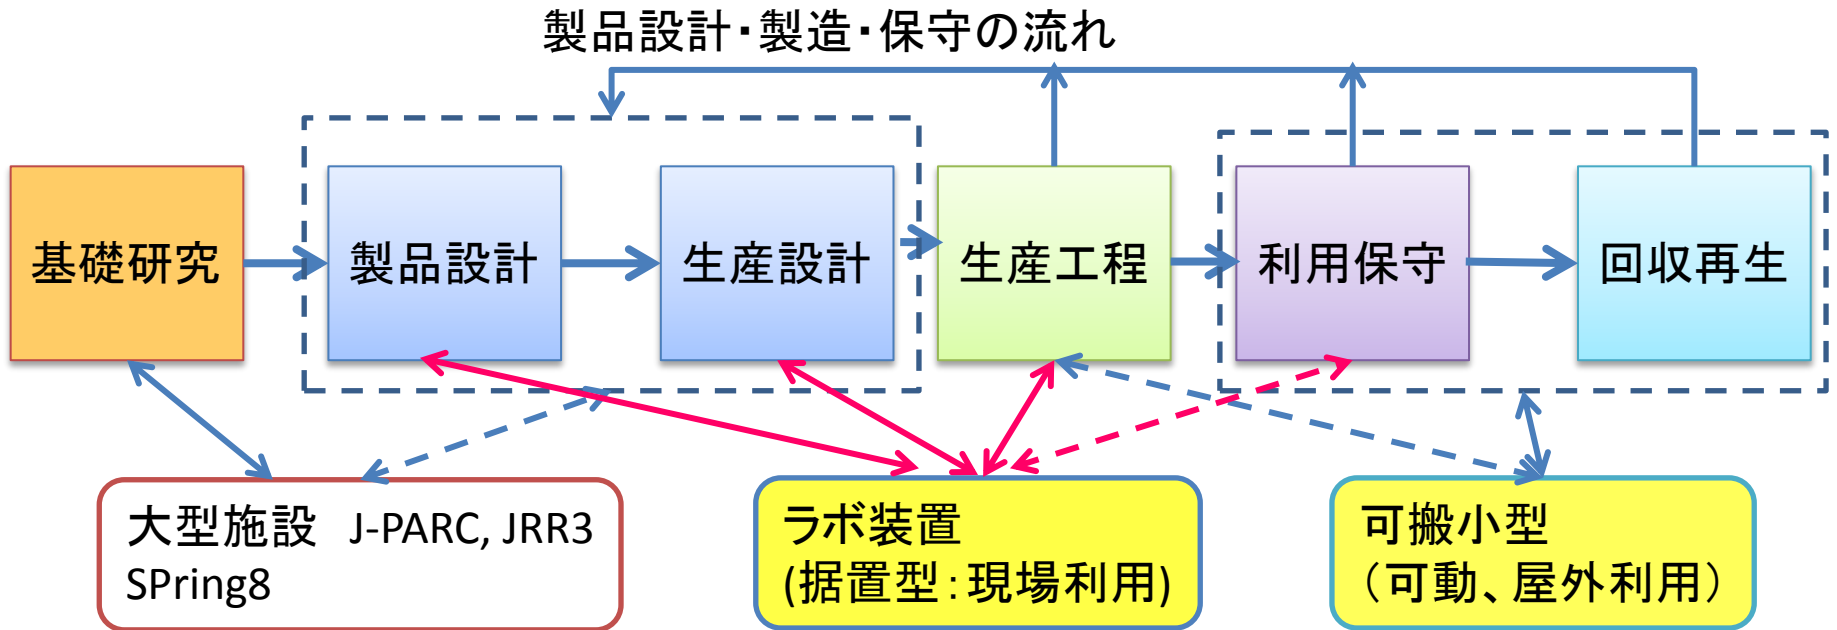 製品設計・製造・保守の流れ
基礎研究
製品設計
生産設計
生産工程
利用保守
回収再生
大型施設 J-PARC, JRR3
SPring8
ラボ装置
(据置型：現場利用)
可搬小型
（可動、屋外利用）